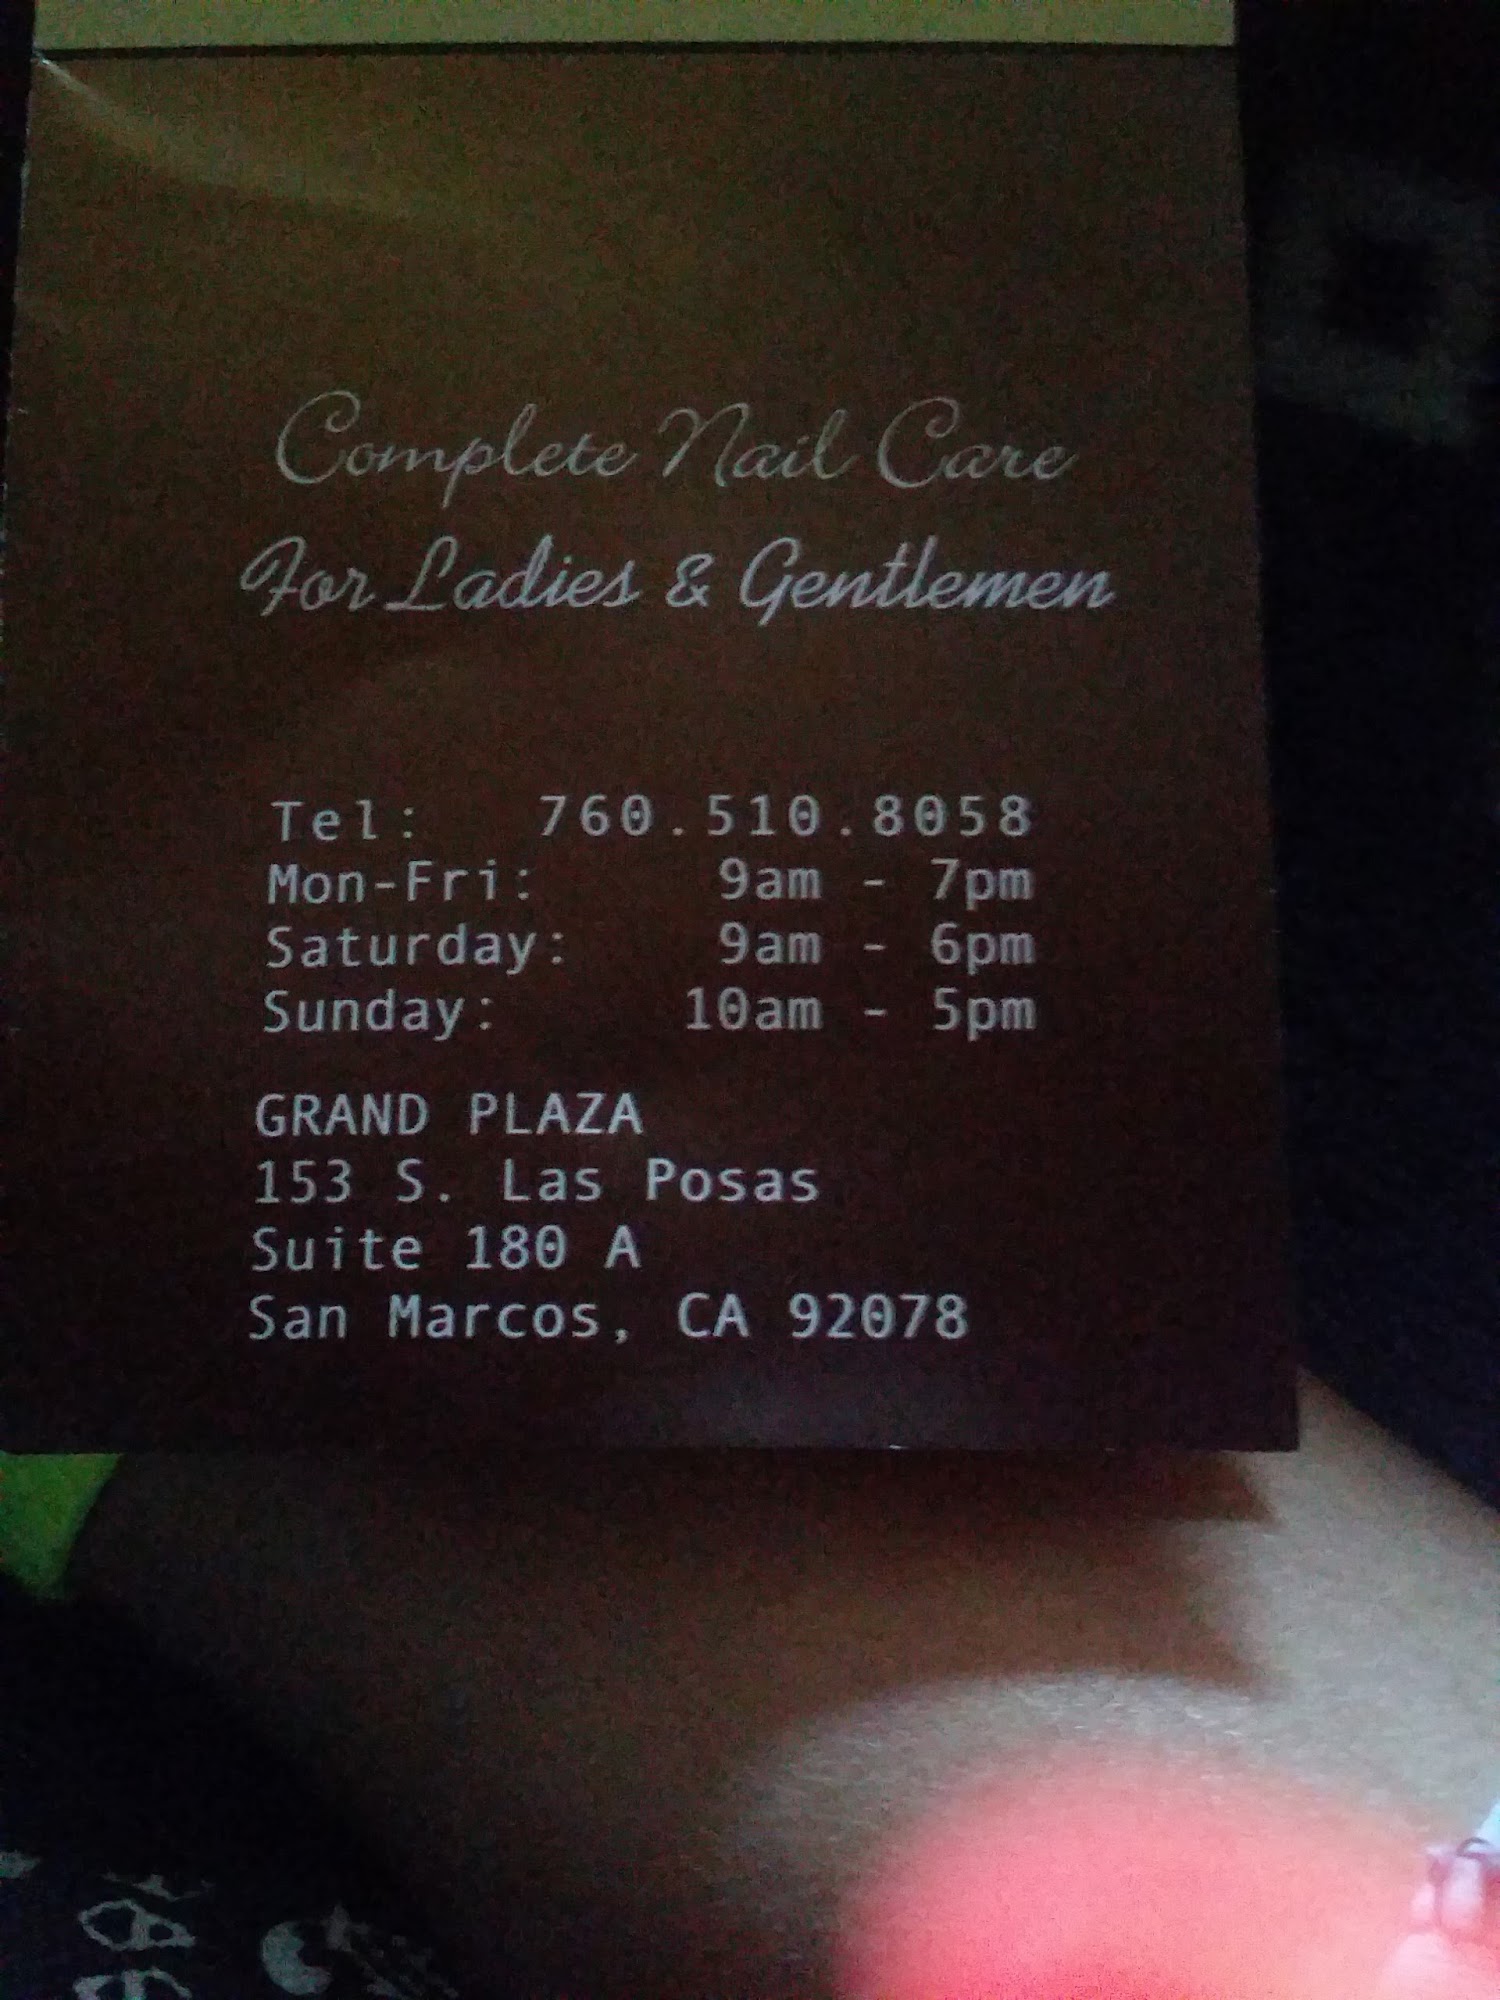 Complete Nail Care
For Ladies & Gentlemen
Tel: 760.510.8058
Mon-Fri: 9am - 7pm
Saturday: 9am - 6pm
Sunday: 10am - 5pm
GRAND PLAZA
153 S. Las Posas
Suite 180 A
San Marcos, CA 92078